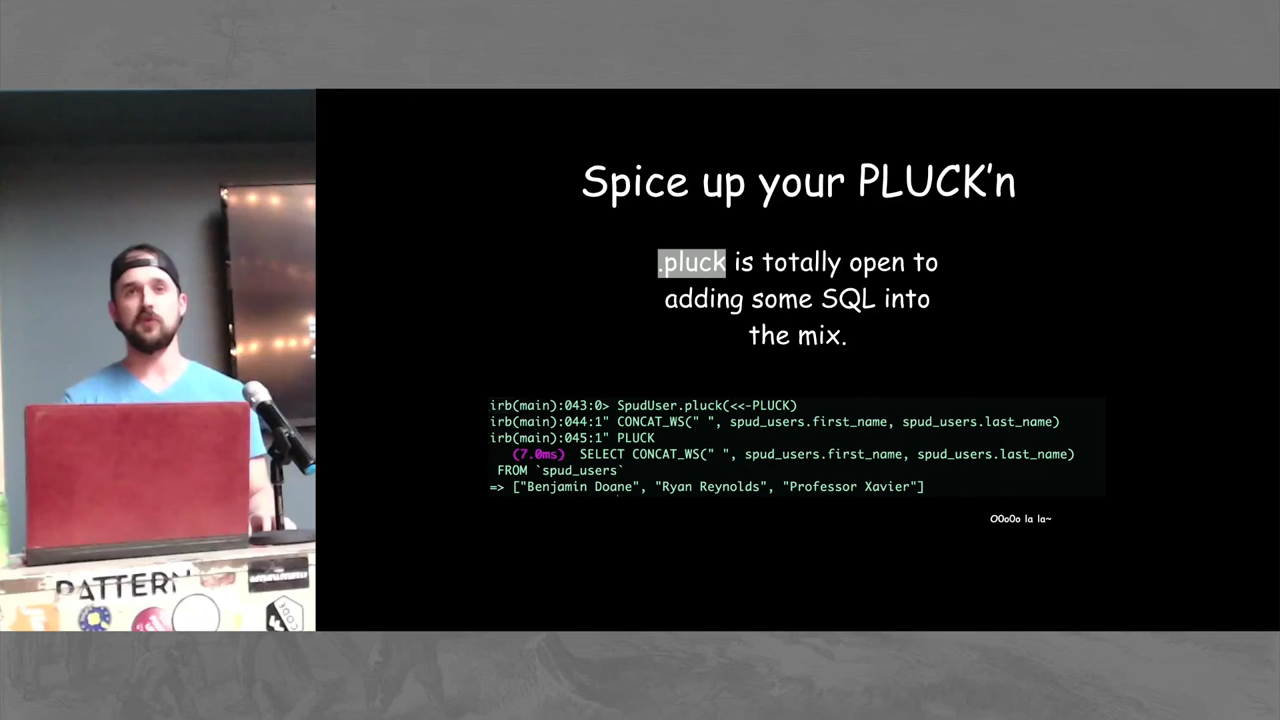 Spice up your PLUCK'n
.pluck is totally open to
adding some SQL into
the mix.
irb(main):043:0> SpudUser.pluck(<<-PLUCK)
irb(main):044:1" CONCAT_WS(" ", spud_users.first_name, spud_users.last_name)
irb(main):045:1" PLUCK
(7.0ms) SELECT CONCAT_WS(" ", spud_users.first_name, spud_users.last_name)
FROM `spud_users`
=> ["Benjamin Doane", "Ryan Reynolds", "Professor Xavier"]
OOoOo la la~
PATTERN
CODE